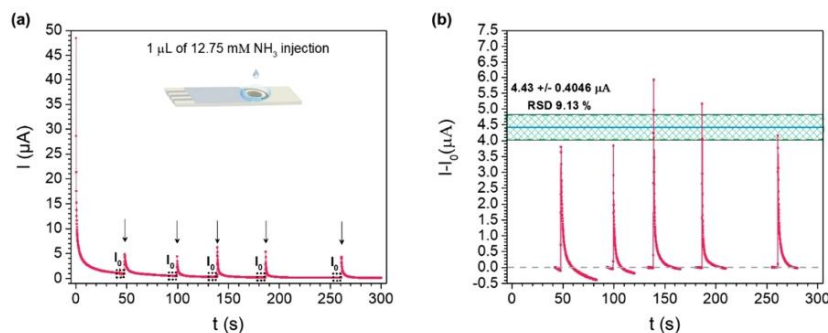 (a)
50
45
40
35
30
25
20
15
10
5
0
I (μA)
1 μL of 12.75 mM NH3 injection
I0 I0 I0 I0 I0
0 50 100 150 200 250 300
t (s)
(b)
7.5
7.0
6.5
6.0
5.5
5.0
4.5
4.0
3.5
3.0
2.5
2.0
1.5
1.0
0.5
0.0
-0.5
I-I0(μA)
4.43 +/- 0.4046 μA
RSD 9.13 %
0 50 100 150 200 250 300
t (s)